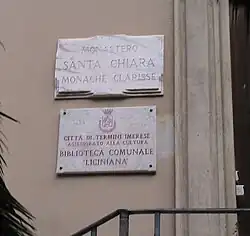 MONASTERO
SANTA CHIARA
MONACHE CLARISSE
CITTÀ DI TERMINI IMERESE
ASSESSORATO ALLA CULTURA
BIBLIOTECA COMUNALE
"LICINIANA"